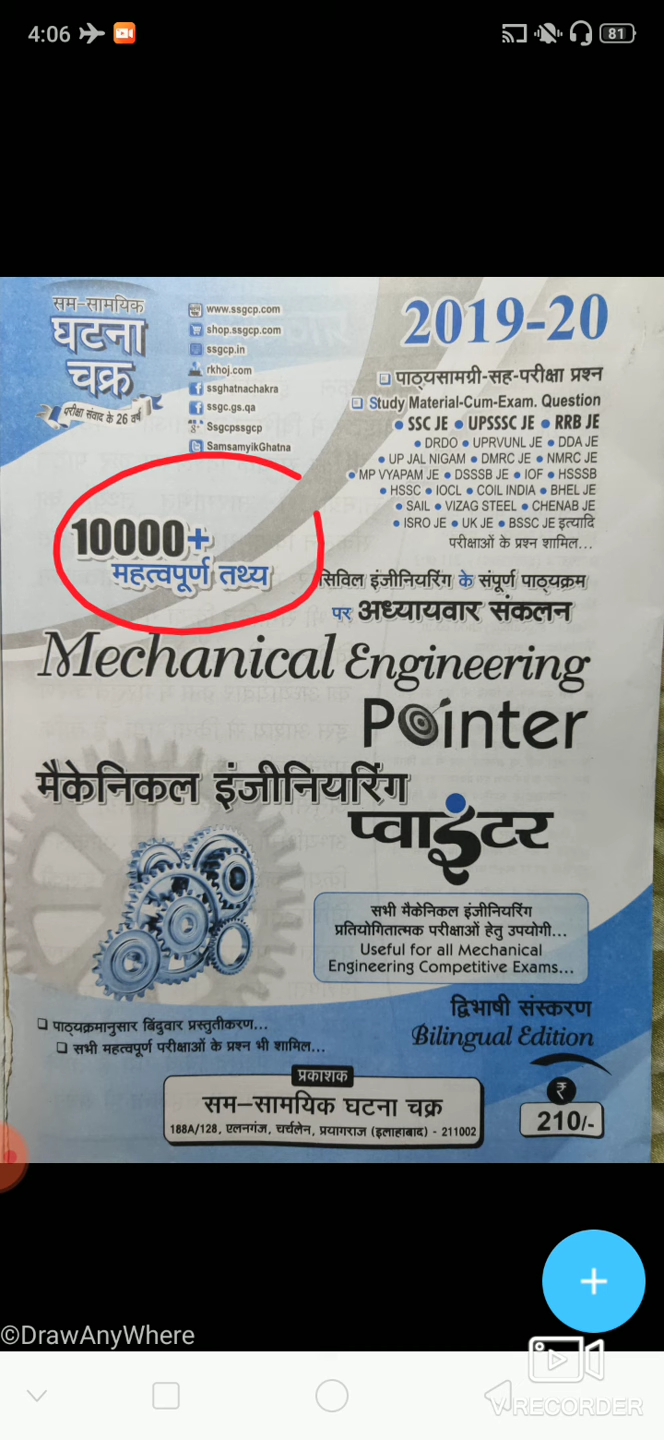 4:06
81
सम-सामयिक
घटना
चक्र
परीक्षा संवाद के 26 वर्ष
www.ssgcp.com
shop.ssgcp.com
ssgcp.in
rkhoj.com
ssghatnachakra
ssgc.gs.qa
Ssgcpssgcp
SamsamyikGhatna
2019-20
पाठ्यसामग्री-सह-परीक्षा प्रश्न
Study Material-Cum-Exam. Question
• SSC JE • UPSSSC JE • RRB JE
• DRDO • UPRVUNL JE • DDA JE
• UP JAL NIGAM • DMRC JE • NMRC JE
• MP VYAPAM JE • DSSSB JE • IOF • HSSSB
• HSSC • IOCL • COIL INDIA • BHEL JE
• SAIL • VIZAG STEEL • CHENAB JE
• ISRO JE • UK JE • BSSC JE इत्यादि
परीक्षाओं के प्रश्न शामिल...
10000+
महत्वपूर्ण तथ्य
सिविल इंजीनियरिंग के संपूर्ण पाठ्यक्रम
पर अध्यायवार संकलन
Mechanical Engineering
Pointer
मैकेनिकल इंजीनियरिंग
प्वाइंटर
सभी मैकेनिकल इंजीनियरिंग
प्रतियोगितात्मक परीक्षाओं हेतु उपयोगी...
Useful for all Mechanical
Engineering Competitive Exams...
द्विभाषी संस्करण
Bilingual Edition
पाठ्यक्रमानुसार बिंदुवार प्रस्तुतीकरण...
सभी महत्वपूर्ण परीक्षाओं के प्रश्न भी शामिल...
प्रकाशक
सम-सामयिक घटना चक्र
188A/128, एलनगंज, चर्चलेन, प्रयागराज (इलाहाबाद) - 211002
₹
210/-
©DrawAnyWhere
VRECORDER